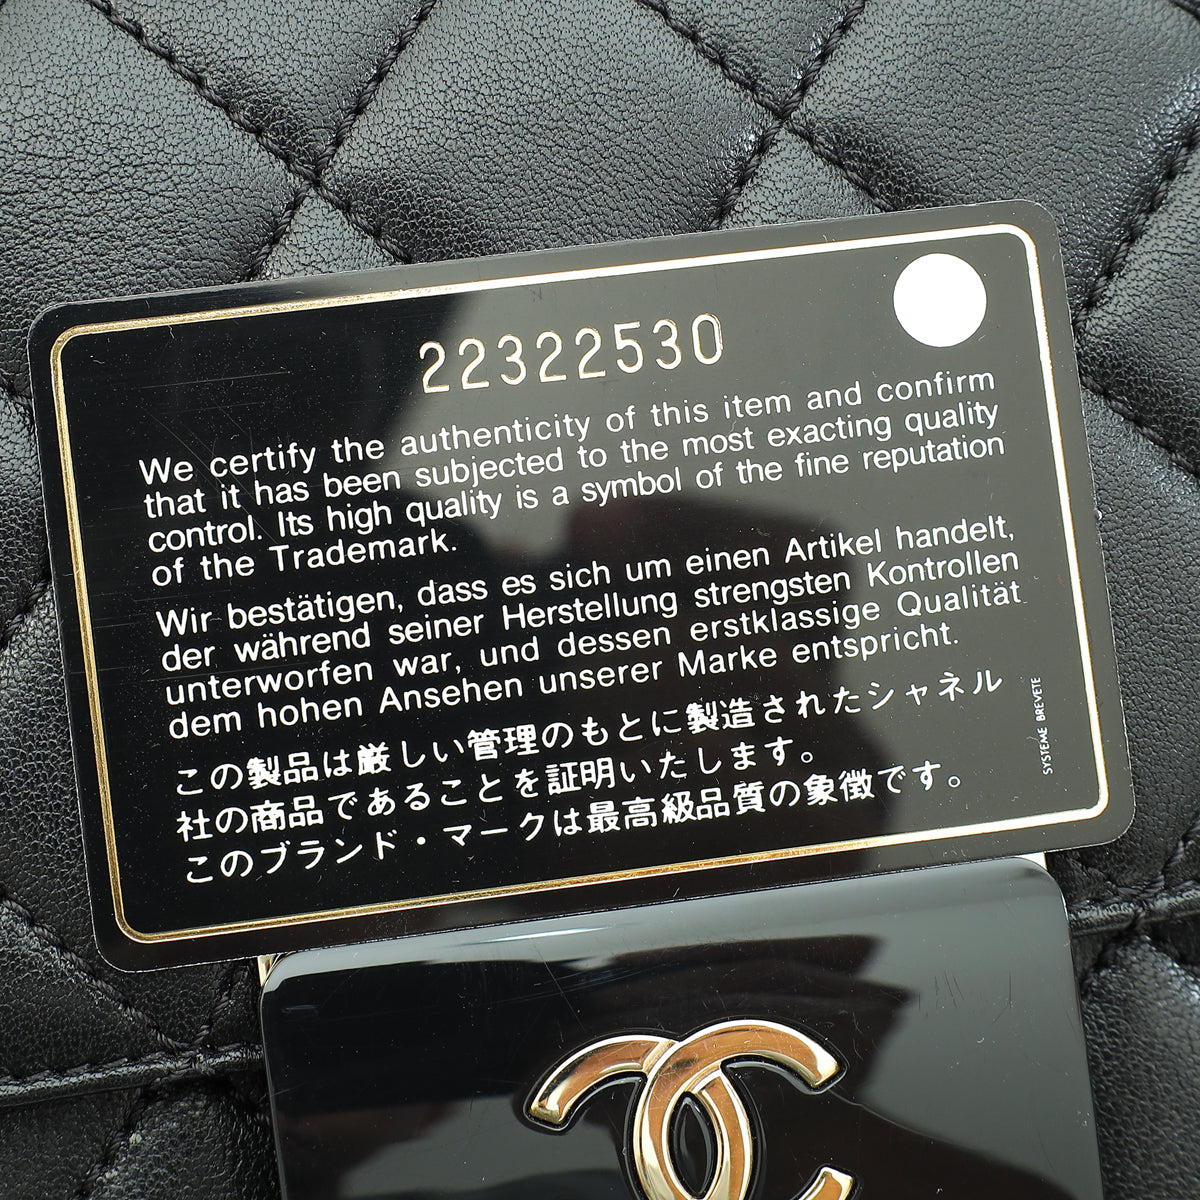 22322530
We certify the authenticity of this item and confirm
that it has been subjected to the most exacting quality
control. Its high quality is a symbol of the fine reputation
of the Trademark.
Wir bestätigen, dass es sich um einen Artikel handelt,
der während seiner Herstellung strengsten Kontrollen
unterworfen war, und dessen erstklassige Qualität
dem hohen Ansehen unserer Marke entspricht.
この製品は厳しい管理のもとに製造されたシャネル
社の商品であることを証明いたします。
このブランド・マークは最高級品質の象徴です。
SYSTEME BREVETE